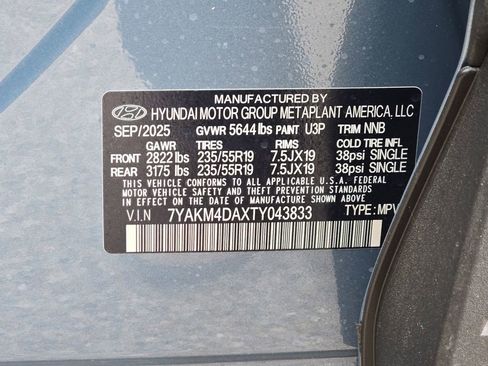 MANUFACTURED BY
HYUNDAI MOTOR GROUP METAPLANT AMERICA, LLC
SEP/2025 GVWR 5644 lbs PAINT U3P TRIM NNB
GAWR TIRES RIMS COLD TIRE INFL
FRONT 2822 lbs 235/55R19 7.5JX19 38psi SINGLE
REAR 3175 lbs 235/55R19 7.5JX19 38psi SINGLE
THIS VEHICLE CONFORMS TO ALL APPLICABLE FEDERAL
MOTOR VEHICLE SAFETY, BUMPER, AND THEFT PREVENTION
STANDARDS IN EFFECT ON THE DATE OF MANUFACTURE SHOWN ABOVE.
V.I.N 7YAKM4DAXTY043833 TYPE: MPV